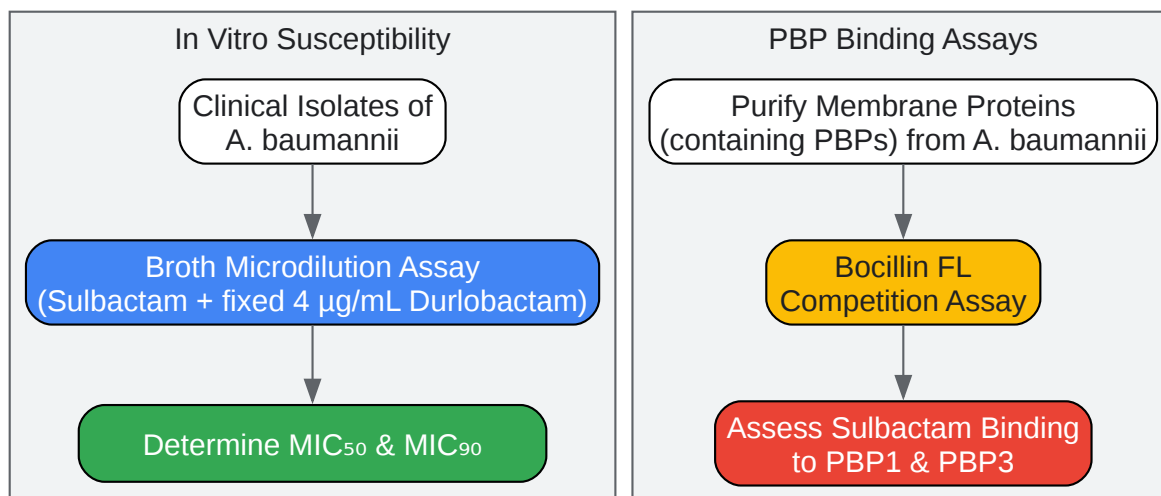 In Vitro Susceptibility
Clinical Isolates of
A. baumannii
Broth Microdilution Assay
(Sulbactam + fixed 4 µg/mL Durlobactam)
Determine MIC₅₀ & MIC₉₀
PBP Binding Assays
Purify Membrane Proteins
(containing PBPs) from A. baumannii
Bocillin FL
Competition Assay
Assess Sulbactam Binding
to PBP1 & PBP3